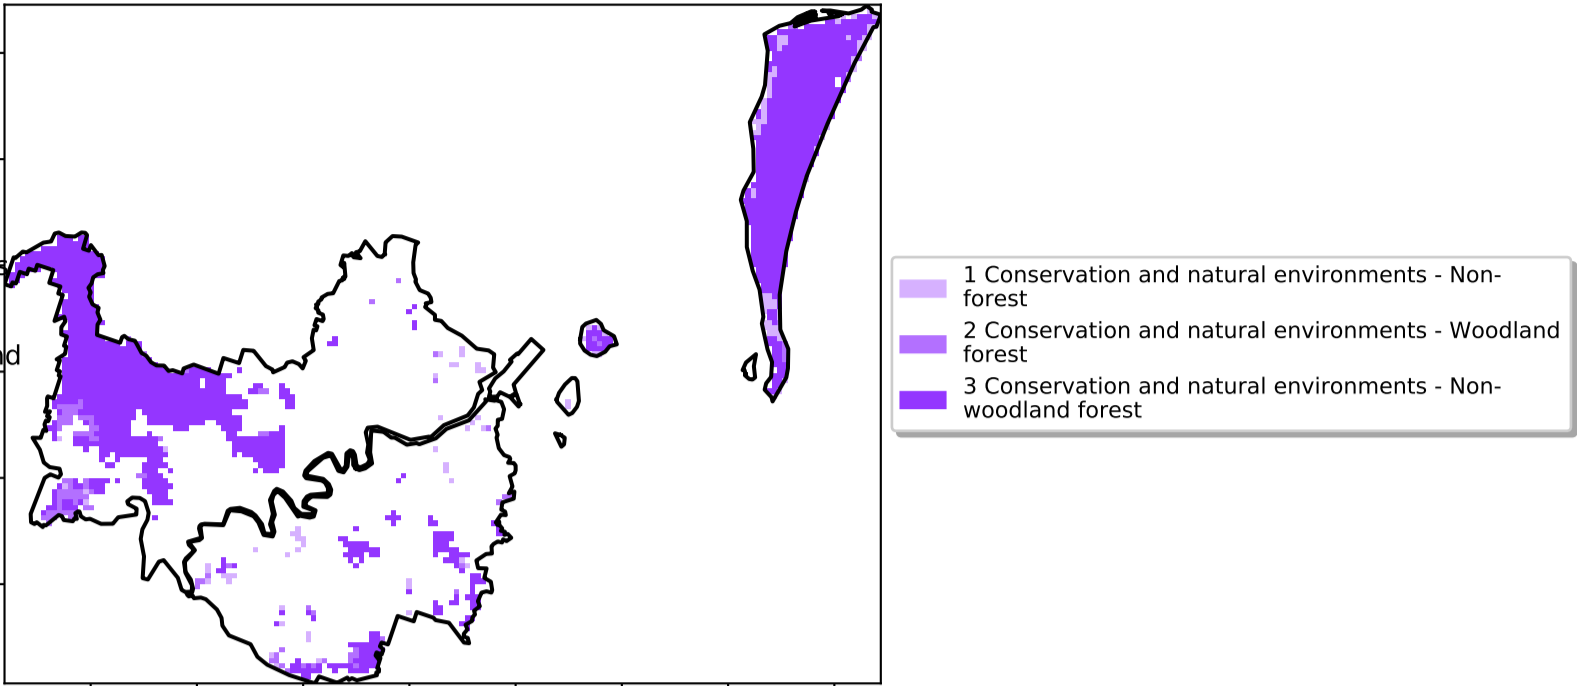 1 Conservation and natural environments - Non-
forest
2 Conservation and natural environments - Woodland
forest
3 Conservation and natural environments - Non-
woodland forest